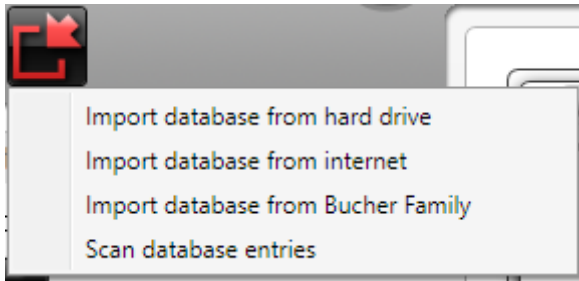 Import database from hard drive
Import database from internet
Import database from Bucher Family
Scan database entries